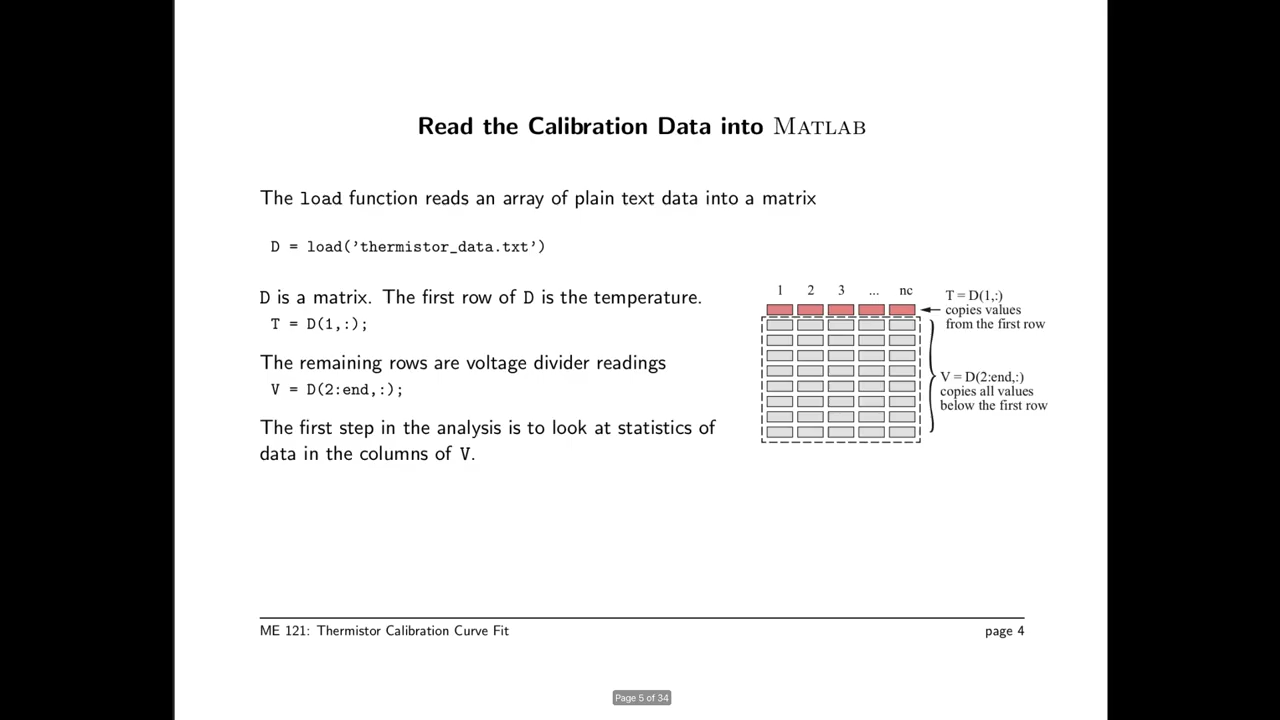 Read the Calibration Data into MATLAB
The load function reads an array of plain text data into a matrix
D = load('thermistor_data.txt')
D is a matrix. The first row of D is the temperature.
T = D(1,:);
The remaining rows are voltage divider readings
V = D(2:end,:);
The first step in the analysis is to look at statistics of
data in the columns of V.
1 2 3 ... nc
T = D(1,:)
copies values
from the first row
V = D(2:end,:)
copies all values
below the first row
ME 121: Thermistor Calibration Curve Fit
page 4
Page 5 of 34